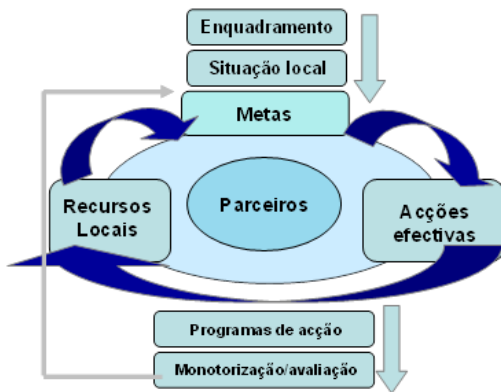 Enquadramento
Situação local
Metas
Recursos
Locais
Parceiros
Acções
efectivas
Programas de acção
Monotorização/avaliação